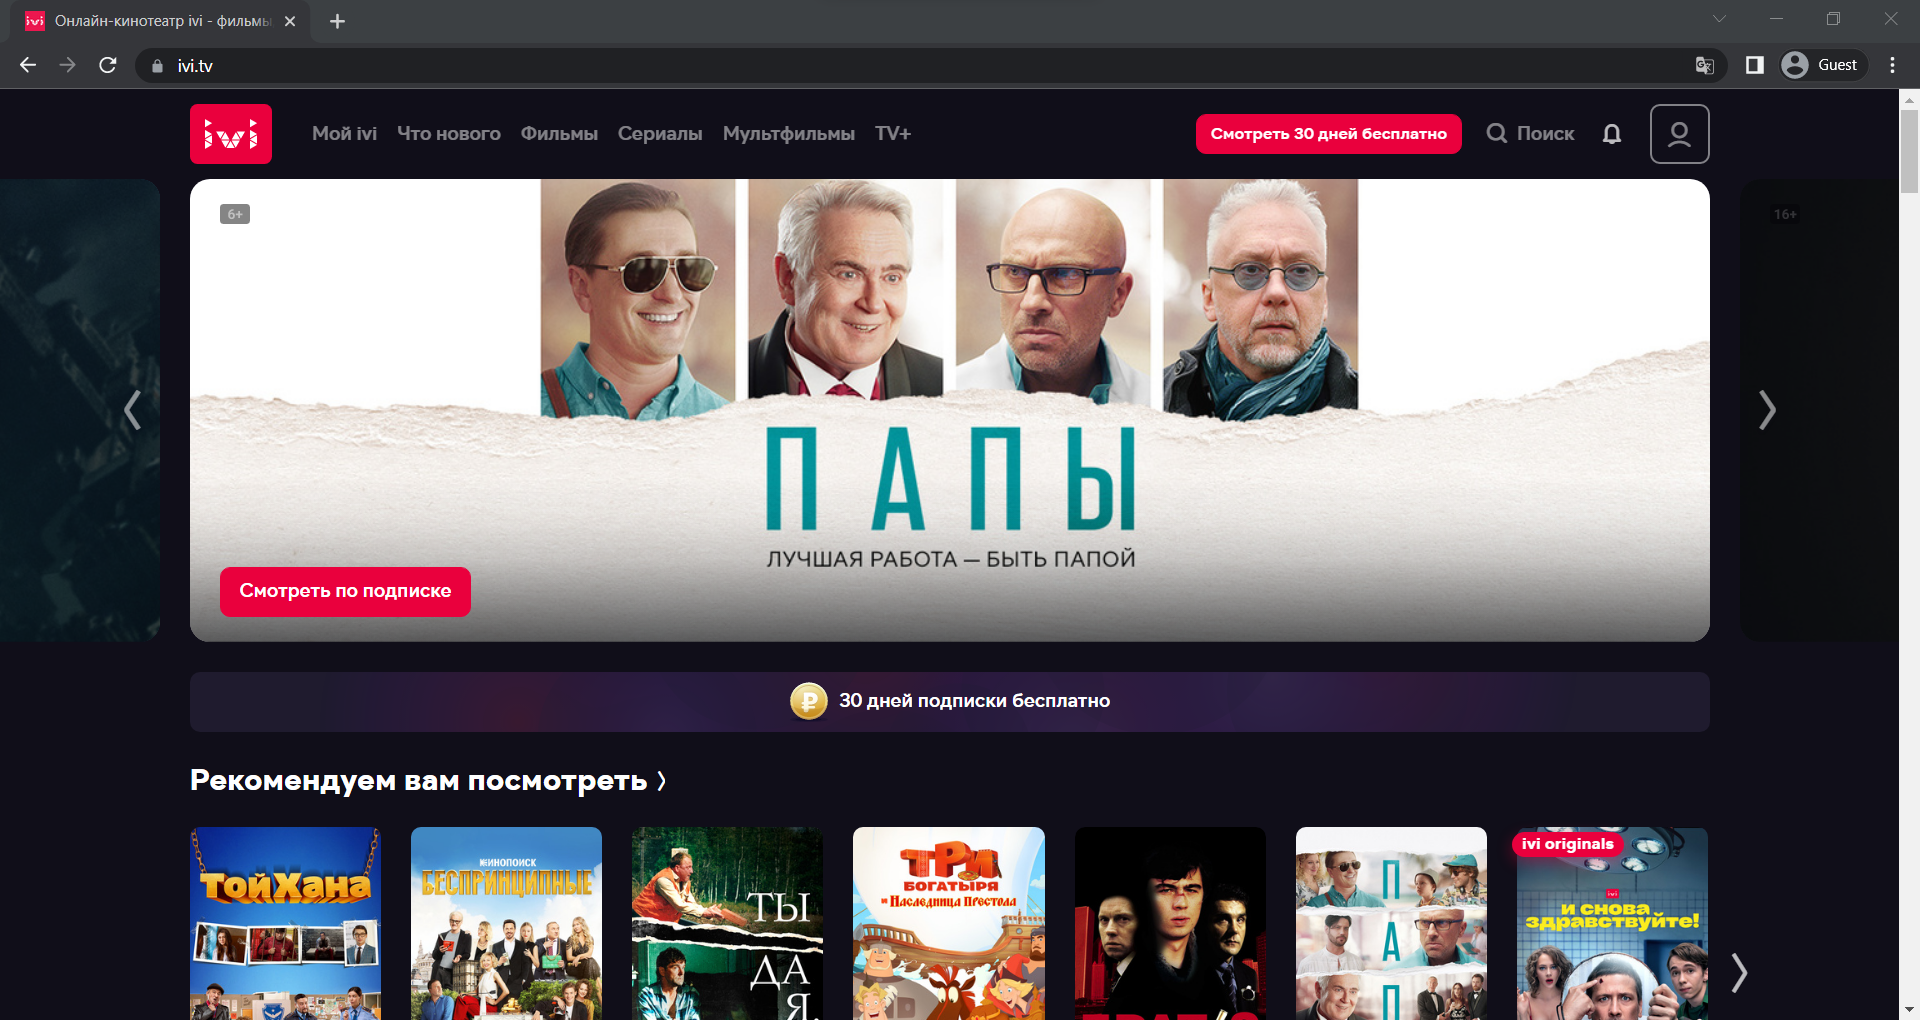 Онлайн-кинотеатр ivi - фильмы
ivi.tv
Guest
ivi
Мой ivi
Что нового
Фильмы
Сериалы
Мультфильмы
TV+
Смотреть 30 дней бесплатно
Поиск
6+
16+
ПАПЫ
ЛУЧШАЯ РАБОТА — БЫТЬ ПАПОЙ
Смотреть по подписке
30 дней подписки бесплатно
Рекомендуем вам посмотреть
ТойХана
КИНОПОИСК
БЕСПРИНЦИПНЫЕ
ТЫ
ДА
Я.
ТРИ
БОГАТЫРЯ
и Наследница Престола
П
А
П
ivi originals
ivi
И СНОВА
ЗДРАВСТВУЙТЕ!